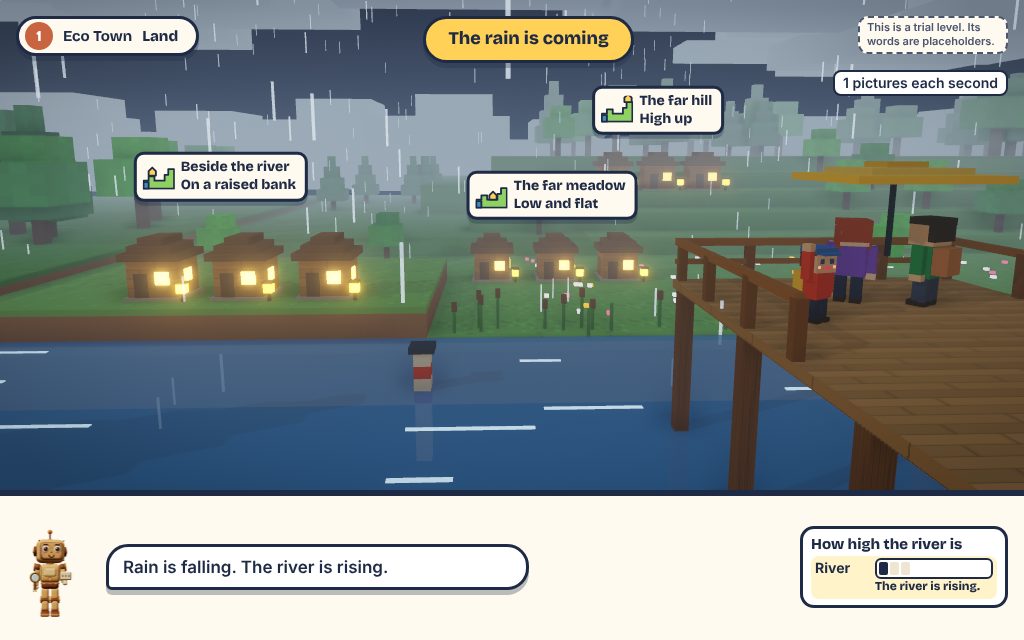 1 Eco Town Land
The rain is coming
This is a trial level. Its
words are placeholders.
1 pictures each second
The far hill
High up
Beside the river
On a raised bank
The far meadow
Low and flat
Rain is falling. The river is rising.
How high the river is
River
The river is rising.